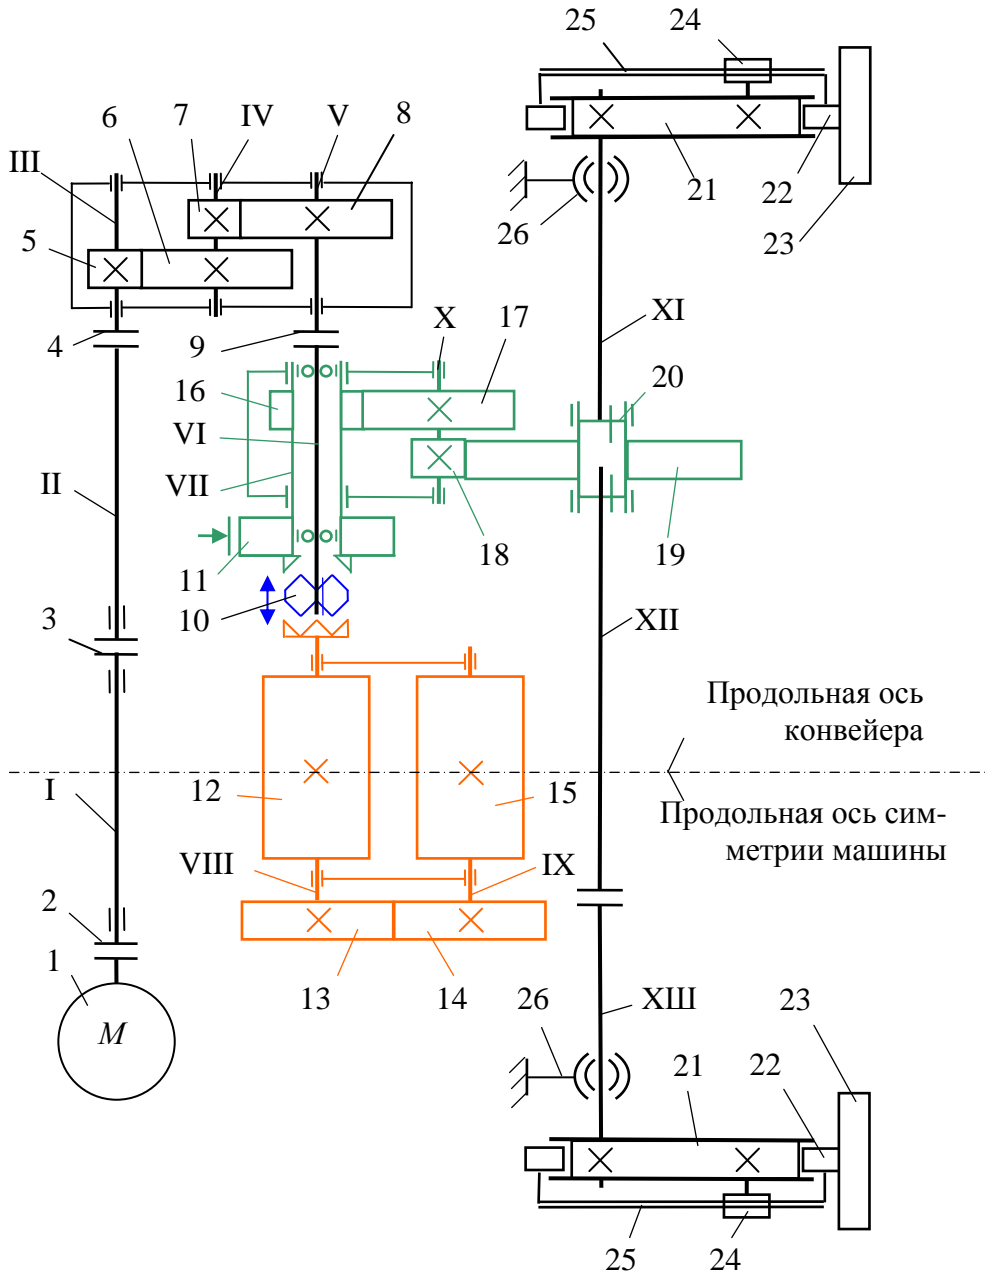 25
24
6
7
IV
V
8
III
5
21
22
23
26
4
9
X
17
XI
16
20
VI
VII
II
18
19
11
10
3
XII
Продольная ось
конвейера
I
12
15
Продольная ось сим-
метрии машины
VIII
IX
2
1
M
13
14
26
XIII
23
21
22
25
24